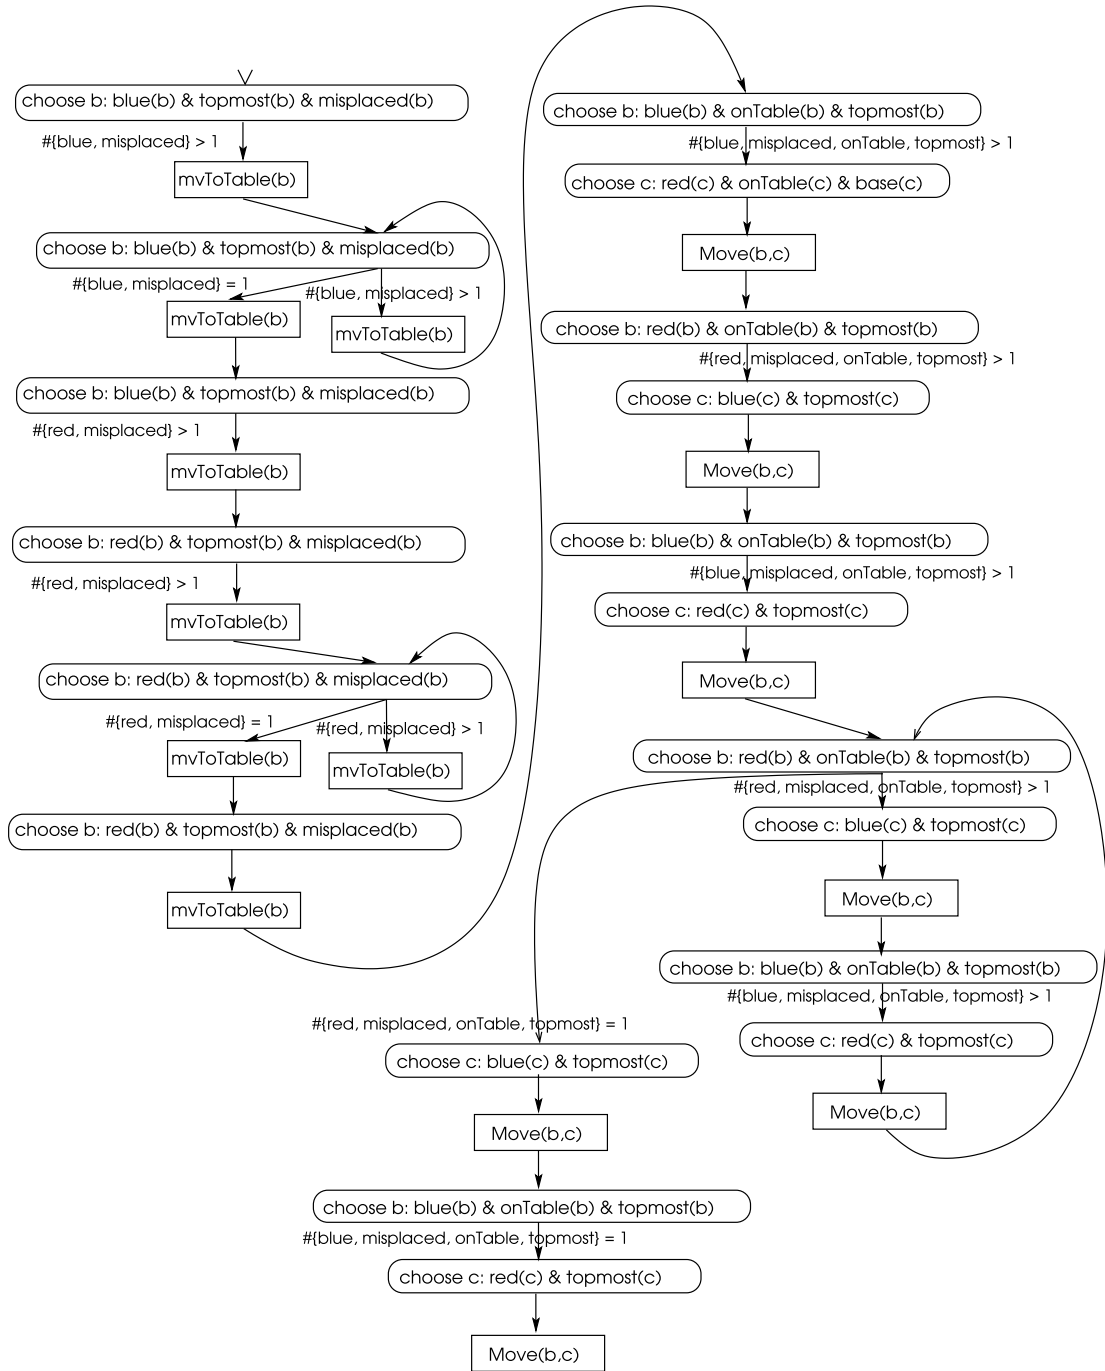 choose b: blue(b) & topmost(b) & misplaced(b)
#{blue, misplaced} > 1
mvToTable(b)
choose b: blue(b) & topmost(b) & misplaced(b)
#{blue, misplaced} = 1
#{blue, misplaced} > 1
mvToTable(b)
mvToTable(b)
choose b: blue(b) & topmost(b) & misplaced(b)
#{red, misplaced} > 1
mvToTable(b)
choose b: red(b) & topmost(b) & misplaced(b)
#{red, misplaced} > 1
mvToTable(b)
choose b: red(b) & topmost(b) & misplaced(b)
#{red, misplaced} = 1
#{red, misplaced} > 1
mvToTable(b)
mvToTable(b)
choose b: red(b) & topmost(b) & misplaced(b)
mvToTable(b)
choose b: blue(b) & onTable(b) & topmost(b)
#{blue, misplaced, onTable, topmost} > 1
choose c: red(c) & onTable(c) & base(c)
Move(b,c)
choose b: red(b) & onTable(b) & topmost(b)
#{red, misplaced, onTable, topmost} > 1
choose c: blue(c) & topmost(c)
Move(b,c)
choose b: blue(b) & onTable(b) & topmost(b)
#{blue, misplaced, onTable, topmost} > 1
choose c: red(c) & topmost(c)
Move(b,c)
choose b: red(b) & onTable(b) & topmost(b)
#{red, misplaced, onTable, topmost} > 1
choose c: blue(c) & topmost(c)
Move(b,c)
choose b: blue(b) & onTable(b) & topmost(b)
#{blue, misplaced, onTable, topmost} > 1
choose c: red(c) & topmost(c)
Move(b,c)
#{red, misplaced, onTable, topmost} = 1
choose c: blue(c) & topmost(c)
Move(b,c)
choose b: blue(b) & onTable(b) & topmost(b)
#{blue, misplaced, onTable, topmost} = 1
choose c: red(c) & topmost(c)
Move(b,c)